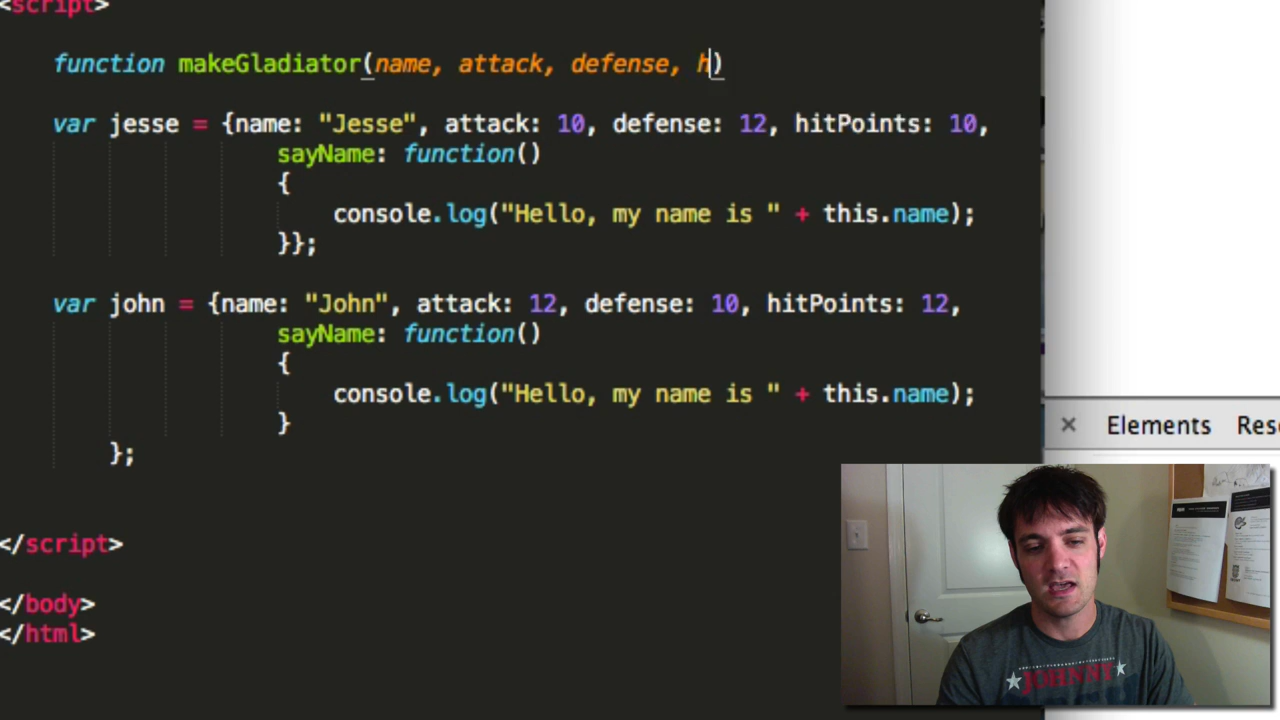 <script>
function makeGladiator(name, attack, defense, h)
var jesse = {name: "Jesse", attack: 10, defense: 12, hitPoints: 10,
sayName: function()
{
console.log("Hello, my name is " + this.name);
}};
var john = {name: "John", attack: 12, defense: 10, hitPoints: 12,
sayName: function()
{
console.log("Hello, my name is " + this.name);
}
};
</script>
</body>
</html>
× Elements Reso
JOHNNY